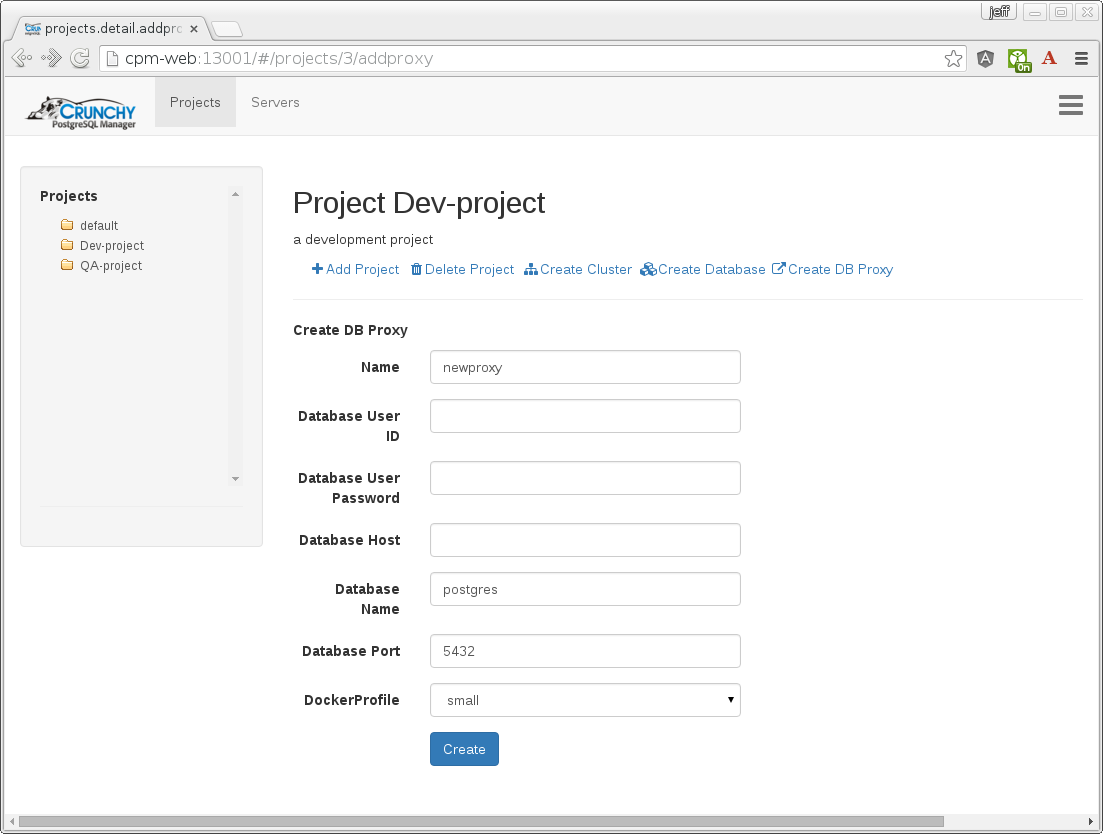 jeff
projects.detail.addpro
cpm-web:13001/#/projects/3/addproxy
A
On
A
CRUNCHY
PostgreSQL Manager
Projects
Servers
Projects
default
Dev-project
QA-project
Project Dev-project
a development project
Add Project Delete Project Create Cluster Create Database Create DB Proxy
Create DB Proxy
Name newproxy
Database User
ID
Database User
Password
Database Host
Database
Name
postgres
Database Port 5432
DockerProfile small
Create